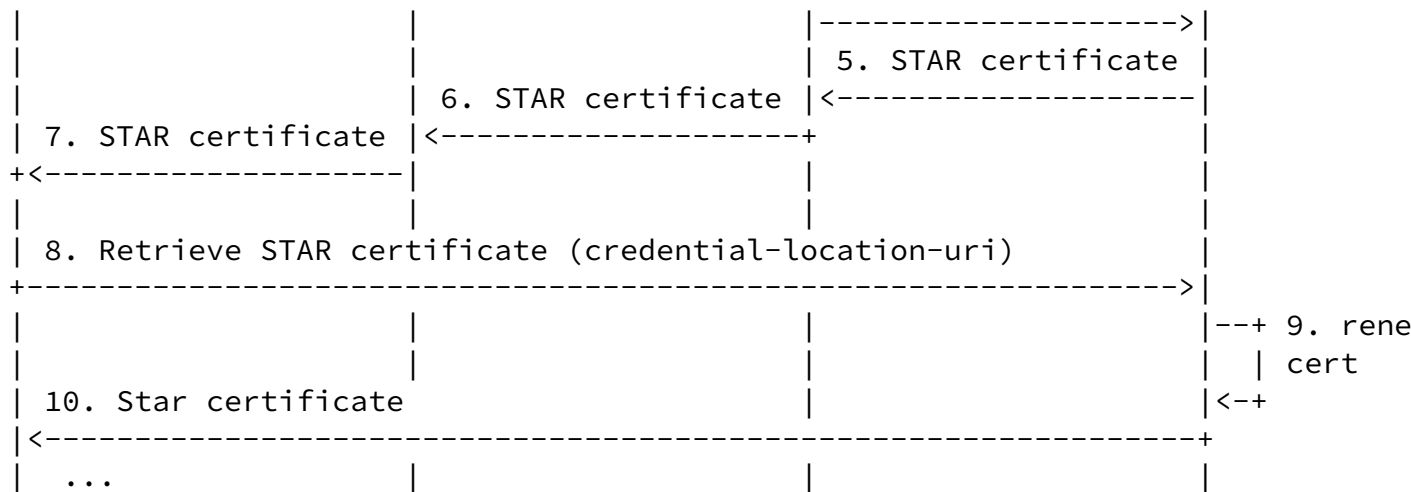 5. STAR certificate
6. STAR certificate
7. STAR certificate
8. Retrieve STAR certificate (credential-location-uri)
9. rene
cert
10. Star certificate
...